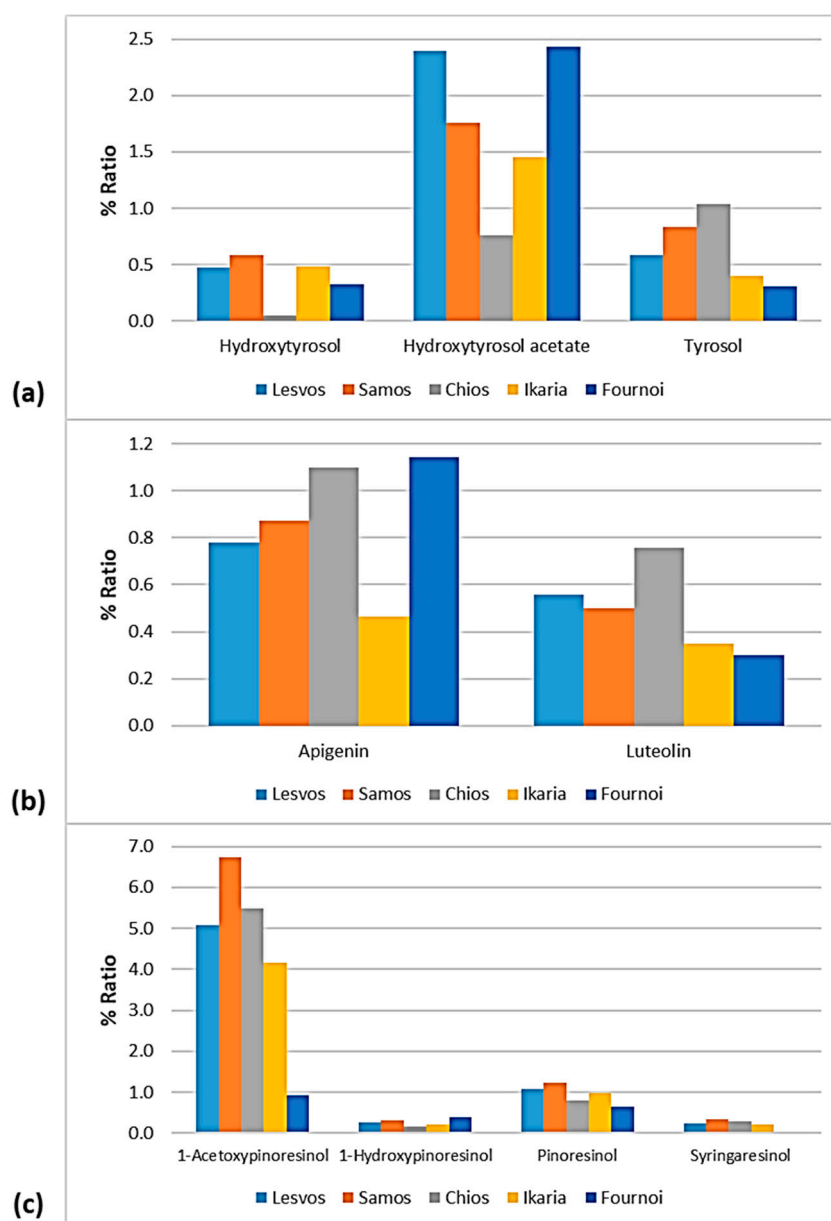 2.5
2.0
1.5
1.0
0.5
0.0
% Ratio
Hydroxytyrosol Hydroxytyrosol acetate Tyrosol
Lesvos Samos Chios Ikaria Fournoi
(a)
1.2
1.0
0.8
0.6
0.4
0.2
0.0
% Ratio
Apigenin Luteolin
Lesvos Samos Chios Ikaria Fournoi
(b)
7.0
6.0
5.0
4.0
3.0
2.0
1.0
0.0
% Ratio
1-Acetoxypinoresinol 1-Hydroxypinoresinol Pinoresinol Syringaresinol
Lesvos Samos Chios Ikaria Fournoi
(c)